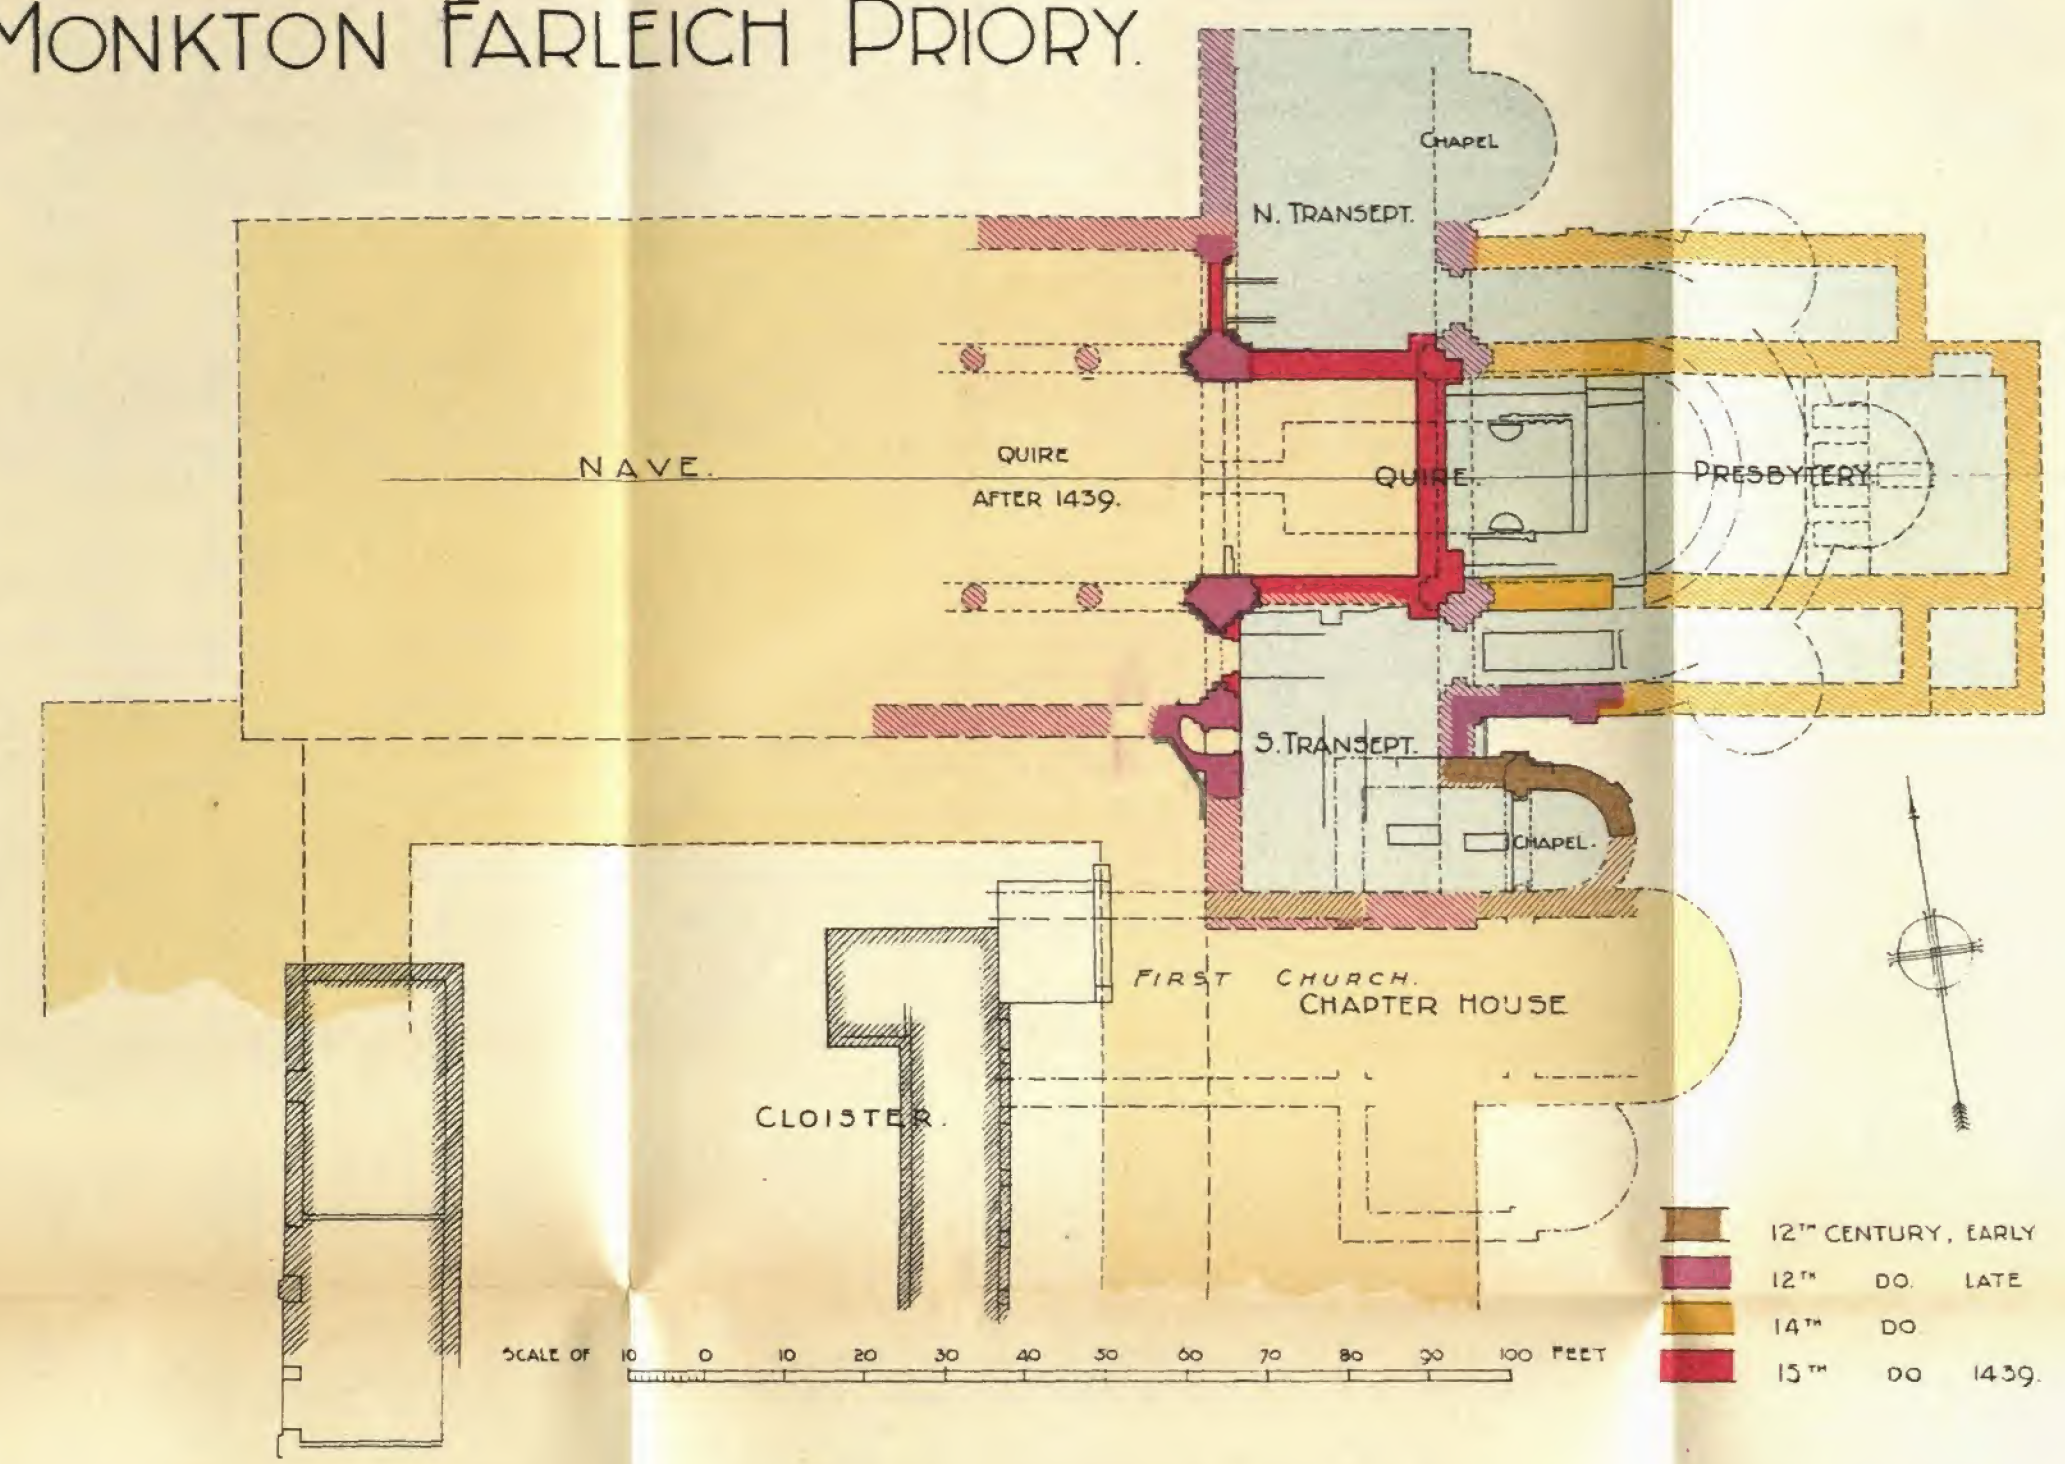 MONKTON FARLEICH PRIORY.
CHAPEL
N. TRANSEPT.
NAVE.
QUIRE
AFTER 1439.
QUIRE.
PRESBYTERY.
S. TRANSEPT.
CHAPEL.
FIRST CHURCH.
CHAPTER HOUSE
CLOISTER.
12TH CENTURY, EARLY
12TH DO. LATE
14TH DO
15TH DO 1439.
SCALE OF 10 0 10 20 30 40 50 60 70 80 90 100 FEET